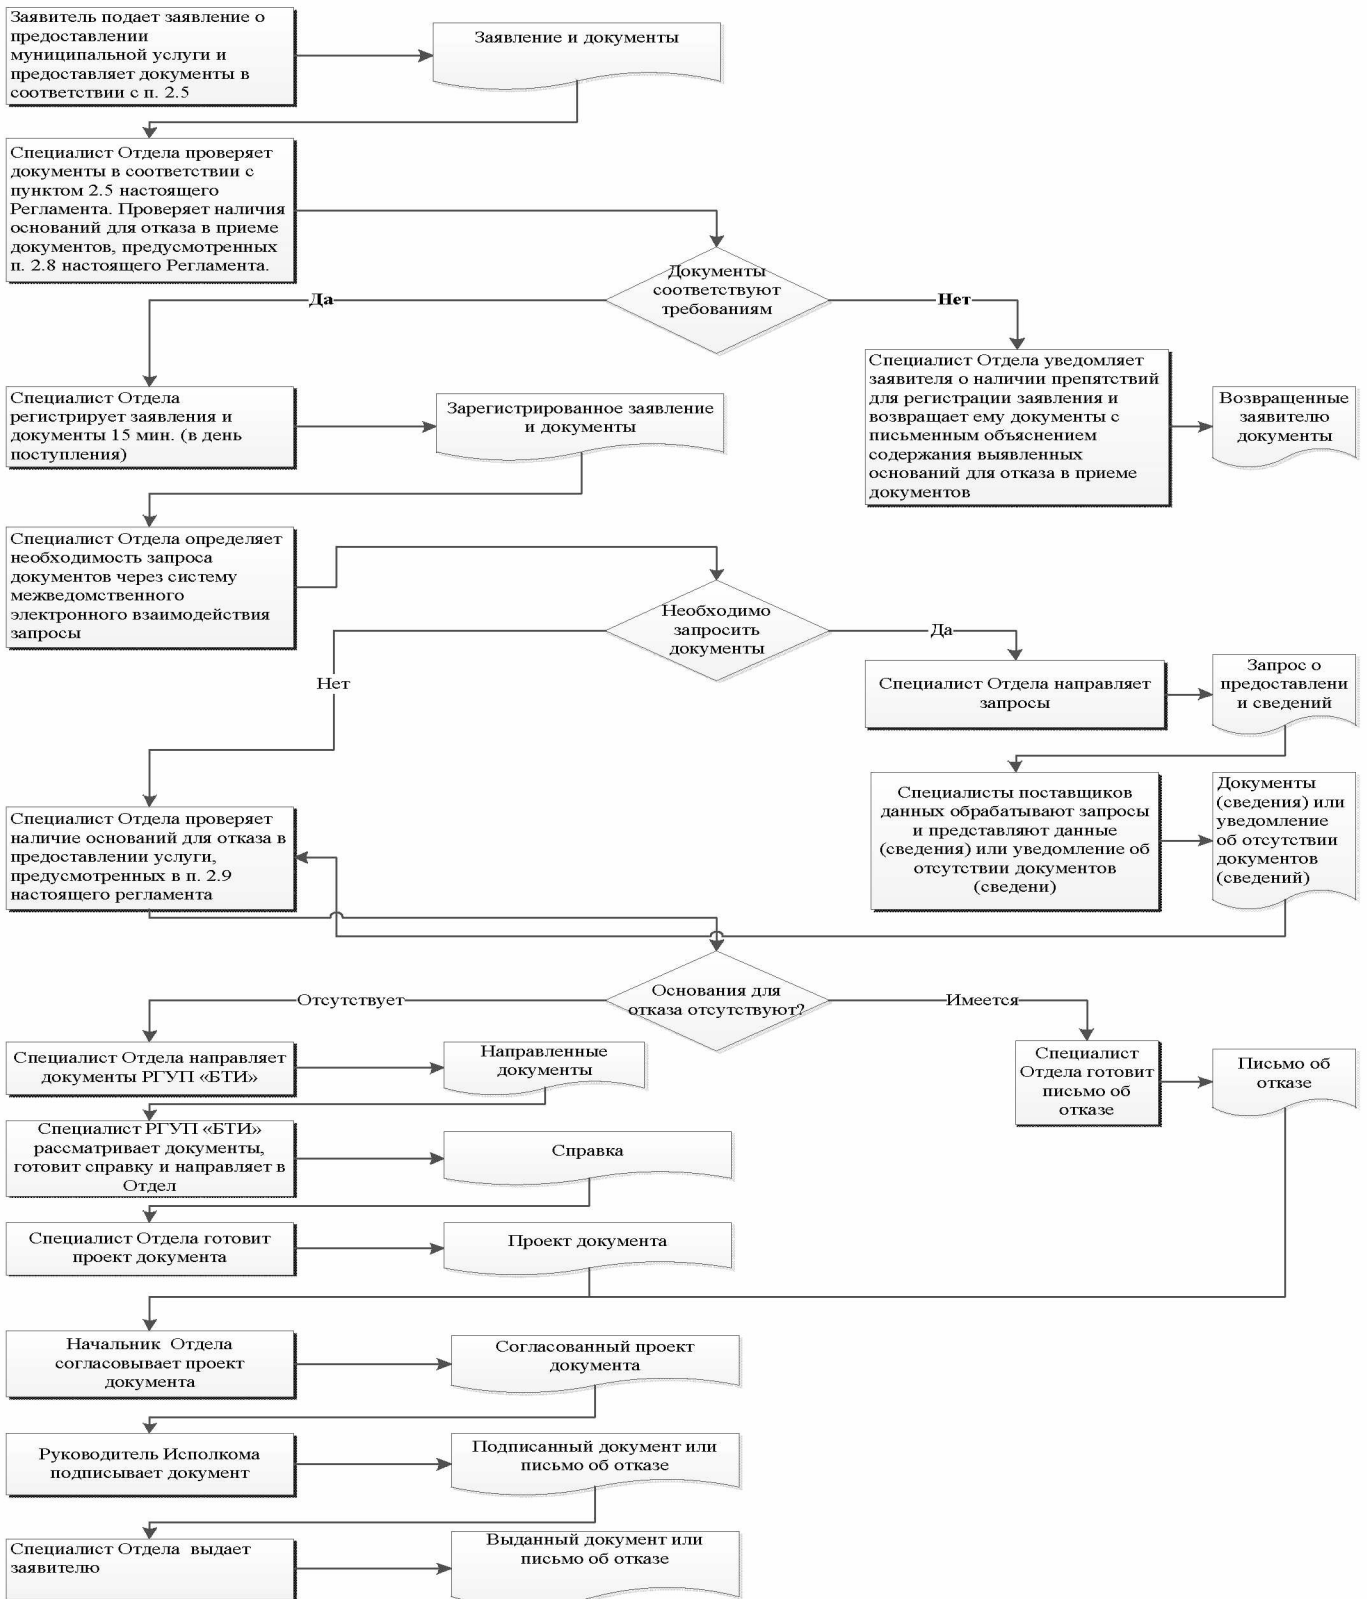 Заявитель подает заявление о
предоставлении
муниципальной услуги и
предоставляет документы в
соответствии с п. 2.5
Заявление и документы
Специалист Отдела проверяет
документы в соответствии с
пунктом 2.5 настоящего
Регламента. Проверяет наличия
оснований для отказа в приеме
документов, предусмотренных
п. 2.8 настоящего Регламента.
Документы
соответствуют
требованиям
Да
Нет
Специалист Отдела
регистрирует заявления и
документы 15 мин. (в день
поступления)
Зарегистрированное заявление
и документы
Специалист Отдела уведомляет
заявителя о наличии препятствий
для регистрации заявления и
возвращает ему документы с
письменным объяснением
содержания выявленных
оснований для отказа в приеме
документов
Возвращенные
заявителю
документы
Специалист Отдела определяет
необходимость запроса
документов через систему
межведомственного
электронного взаимодействия
запросы
Необходимо
запросить
документы
Да
Нет
Специалист Отдела направляет
запросы
Запрос о
предоставлени
и сведений
Специалисты поставщиков
данных обрабатывают запросы
и представляют данные
(сведения) или уведомление об
отсутствии документов
(сведени)
Документы
(сведения) или
уведомление
об отсутствии
документов
(сведений)
Специалист Отдела проверяет
наличие оснований для отказа в
предоставлении услуги,
предусмотренных в п. 2.9
настоящего регламента
Основания для
отказа отсутствуют?
Отсутствует
Имеется
Специалист Отдела направляет
документы РГУП «БТИ»
Направленные
документы
Специалист
Отдела готовит
письмо об
отказе
Письмо об
отказе
Специалист РГУП «БТИ»
рассматривает документы,
готовит справку и направляет в
Отдел
Справка
Специалист Отдела готовит
проект документа
Проект документа
Начальник Отдела
согласовывает проект
документа
Согласованный проект
документа
Руководитель Исполкома
подписывает документ
Подписанный документ или
письмо об отказе
Специалист Отдела выдает
заявителю
Выданный документ или
письмо об отказе